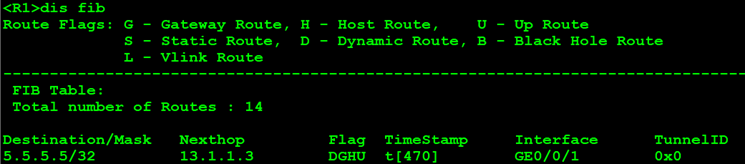 <R1>dis fib
Route Flags: G - Gateway Route, H - Host Route,    U - Up Route
             S - Static Route,  D - Dynamic Route, B - Black Hole Route
             L - Vlink Route
--------------------------------------------------------------------------------
 FIB Table:
 Total number of Routes : 14

Destination/Mask   Nexthop         Flag  TimeStamp     Interface      TunnelID
5.5.5.5/32         13.1.1.3        DGHU  t[470]        GE0/0/1        0x0